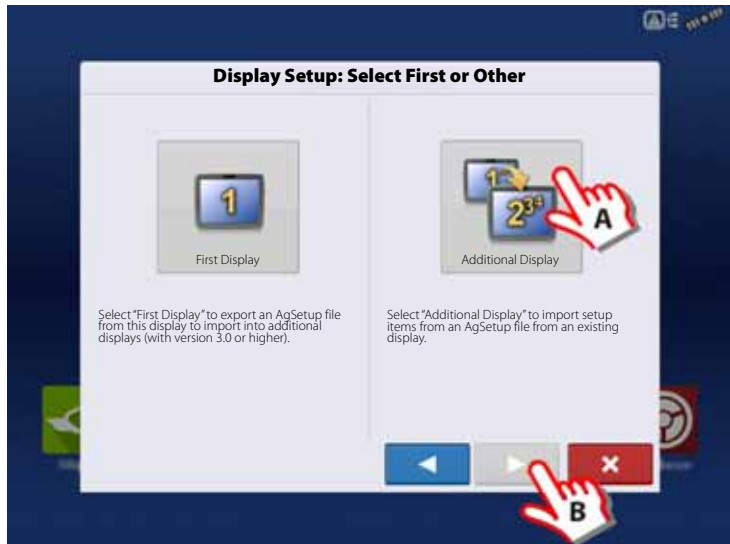 Display Setup: Select First or Other
1
First Display
Select "First Display" to export an AgSetup file
from this display to import into additional
displays (with version 3.0 or higher).
1
2 3 4
A
Additional Display
Select "Additional Display" to import setup
items from an AgSetup file from an existing
display.
B